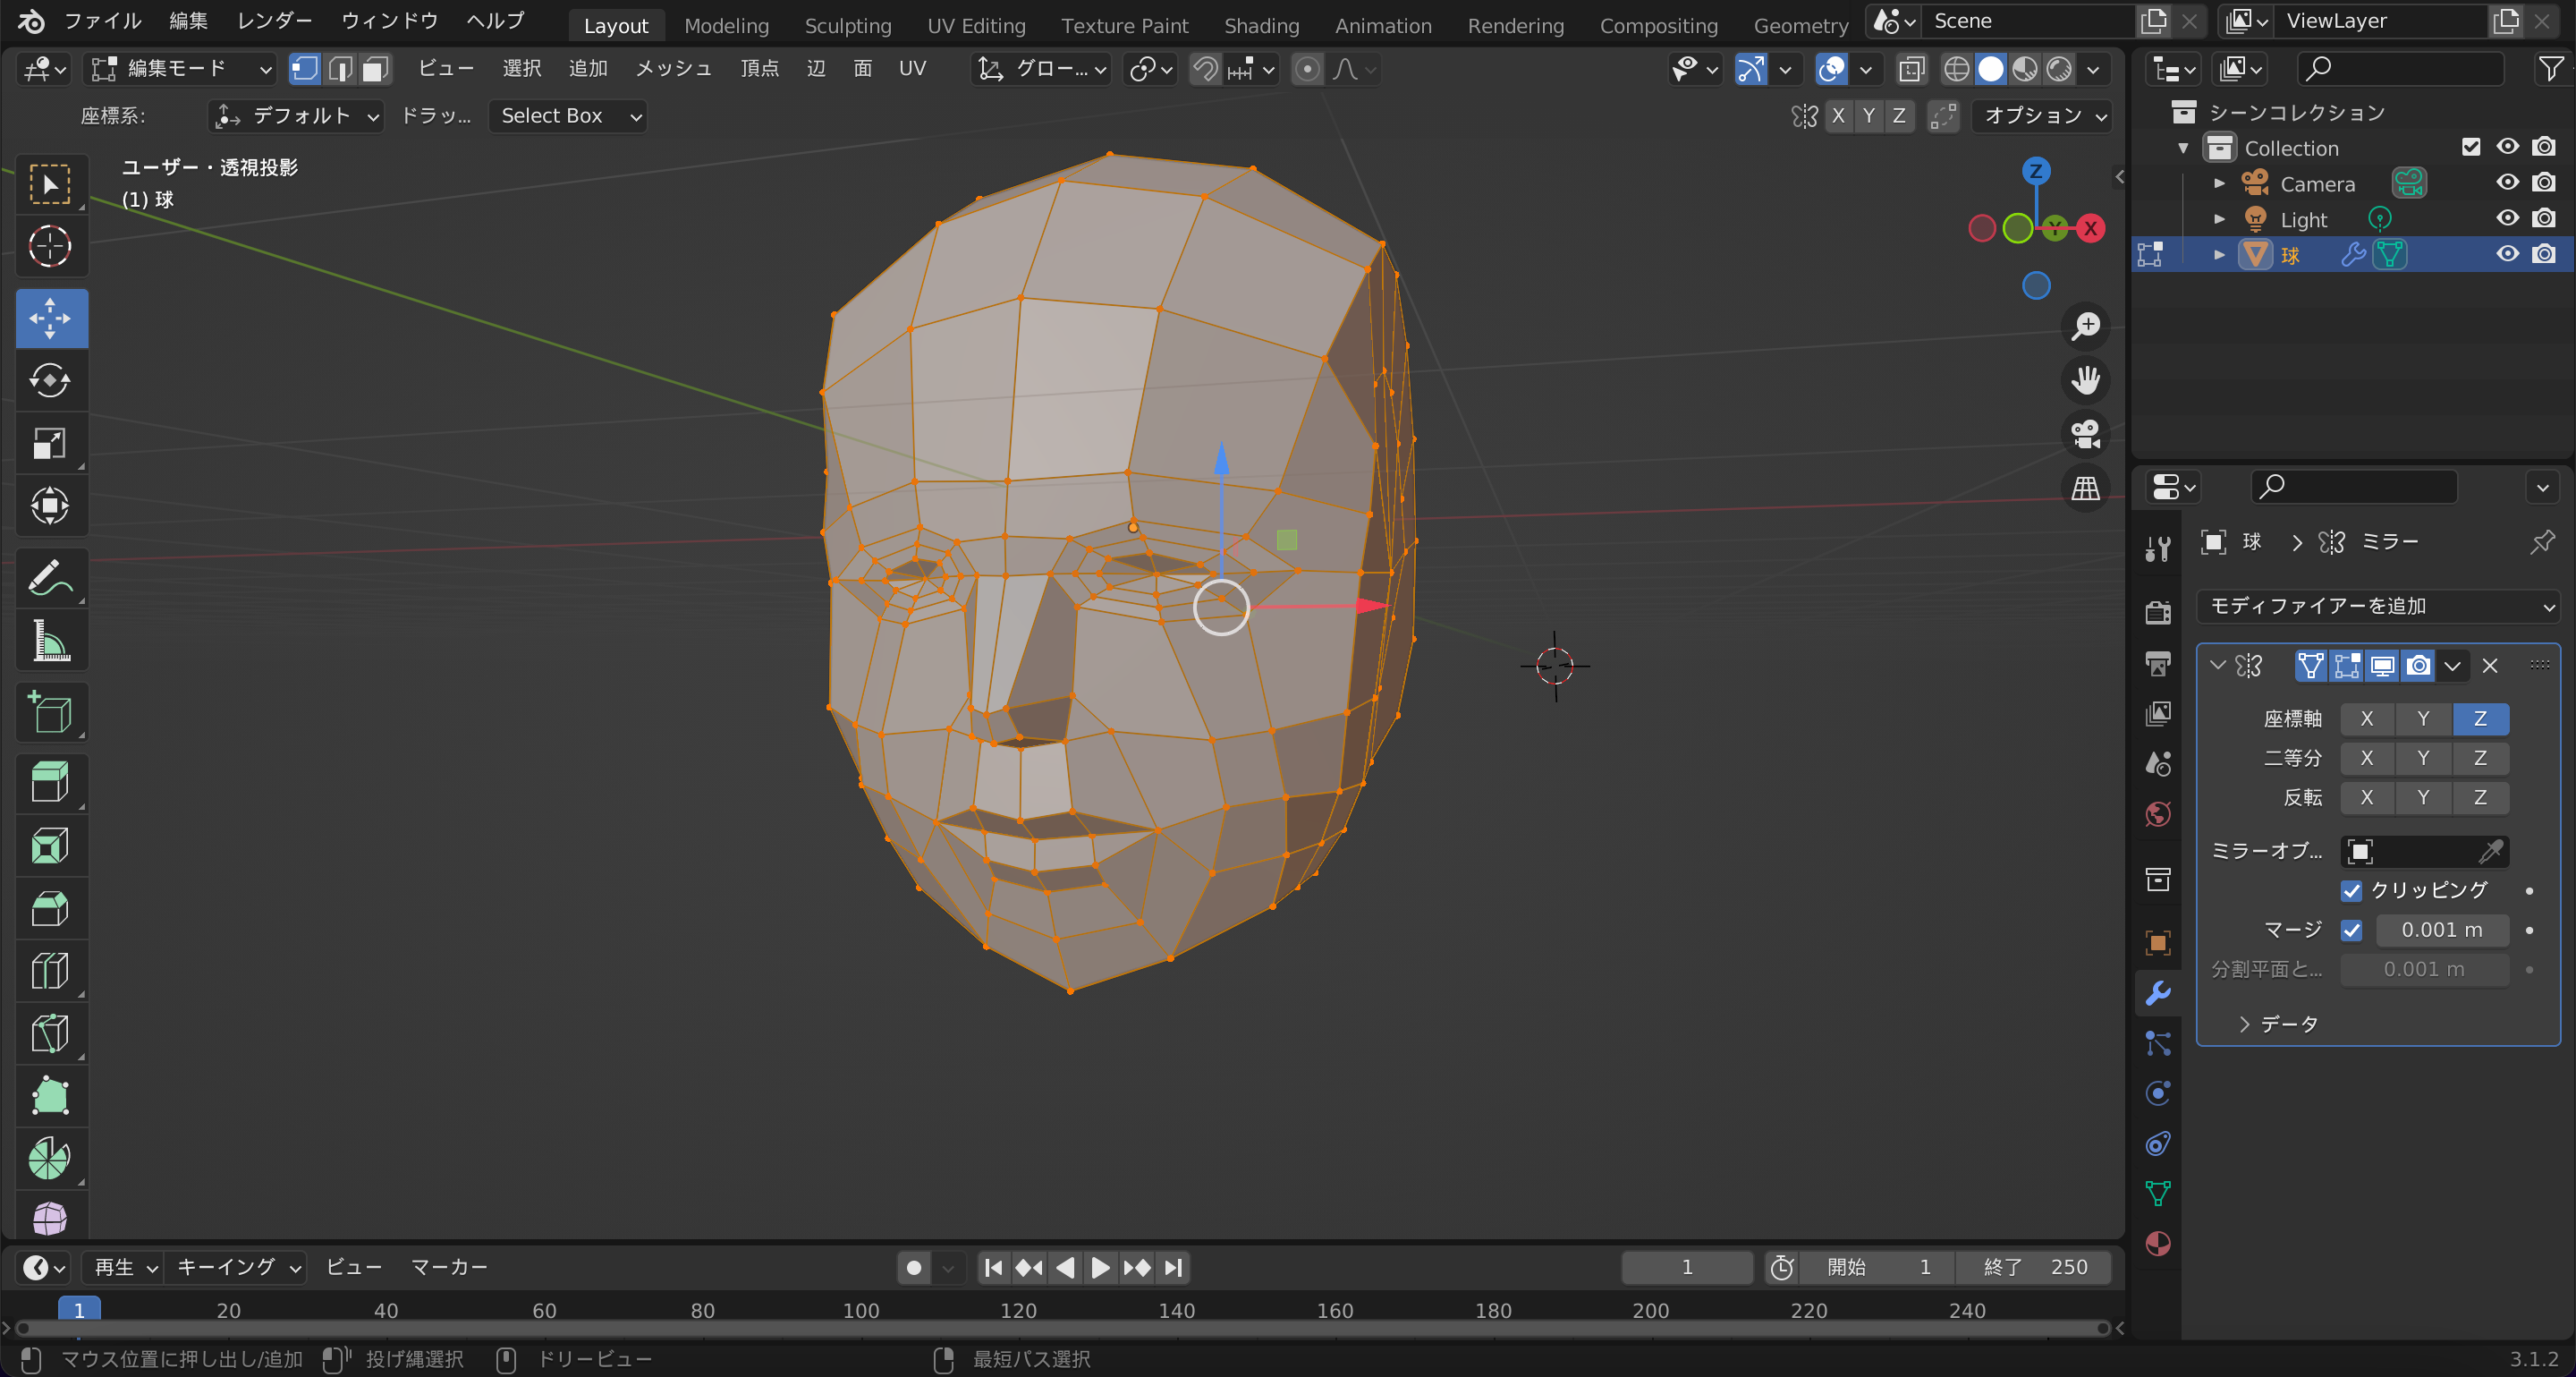 ファイル 編集 レンダー ウィンドウ ヘルプ Layout Modeling Sculpting UV Editing Texture Paint Shading Animation Rendering Compositing Geometry Scene ViewLayer
編集モード ビュー 選択 追加 メッシュ 頂点 辺 面 UV グロー...
座標系: デフォルト ドラッ... Select Box X Y Z オプション
ユーザー・透視投影
(1) 球
Z
Y X
シーンコレクション
Collection
Camera
Light
球
球 ミラー
モディファイアーを追加
座標軸 X Y Z
二等分 X Y Z
反転 X Y Z
ミラーオブ...
クリッピング
マージ 0.001 m
分割平面と... 0.001 m
データ
再生 キーイング ビュー マーカー 1 開始 1 終了 250
1 20 40 60 80 100 120 140 160 180 200 220 240
マウス位置に押し出し/追加 投げ縄選択 ドリービュー 最短パス選択 3.1.2